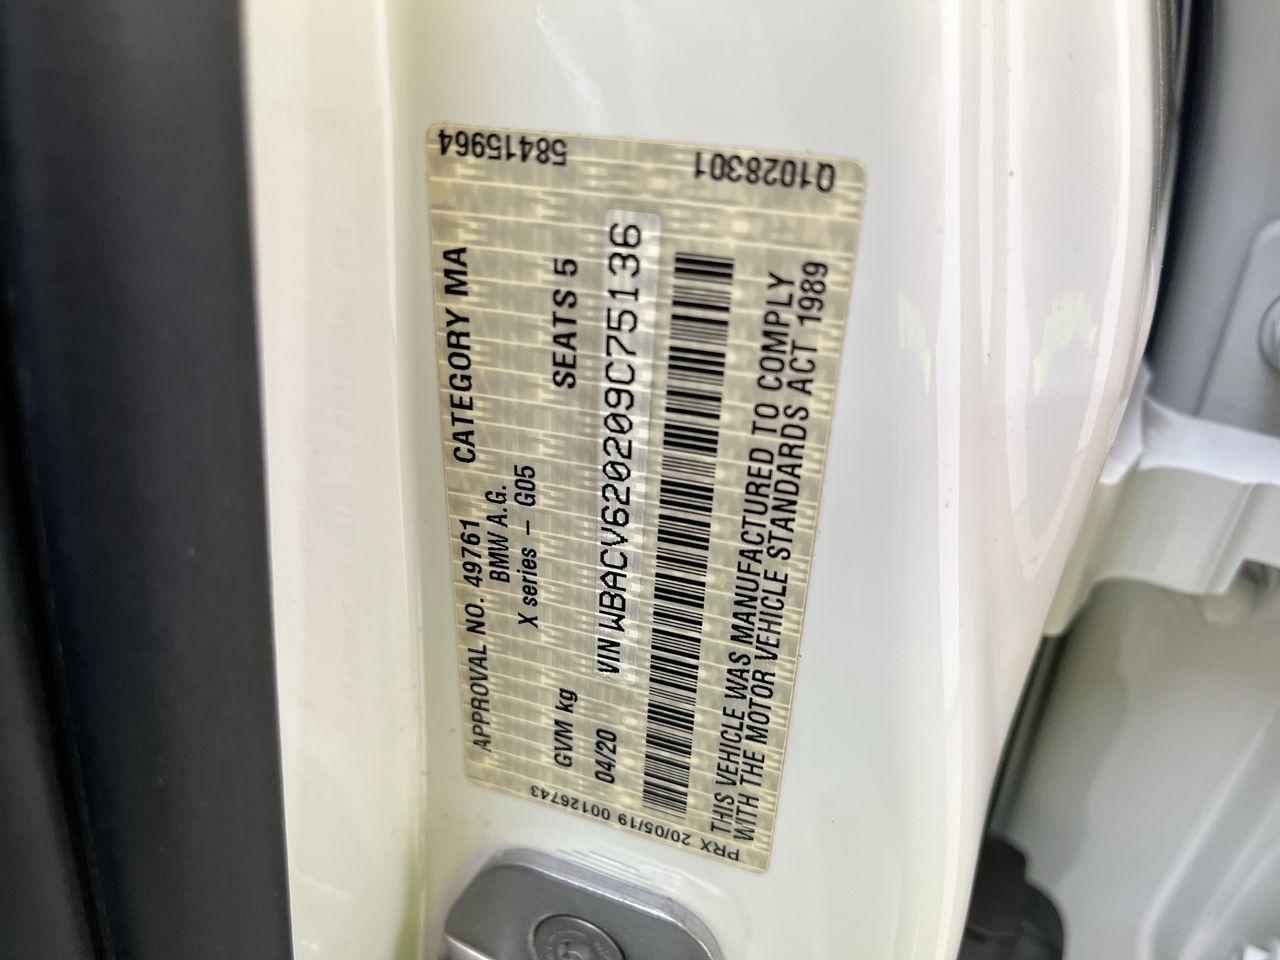 APPROVAL NO. 49761 CATEGORY MA
BMW A.G.
X series – G05
GVM kg SEATS 5
04/20 VIN WBACV620209C75136
THIS VEHICLE WAS MANUFACTURED TO COMPLY
WITH THE MOTOR VEHICLE STANDARDS ACT 1989
58415964
Q1028301
PRX 20/05/19 00126743